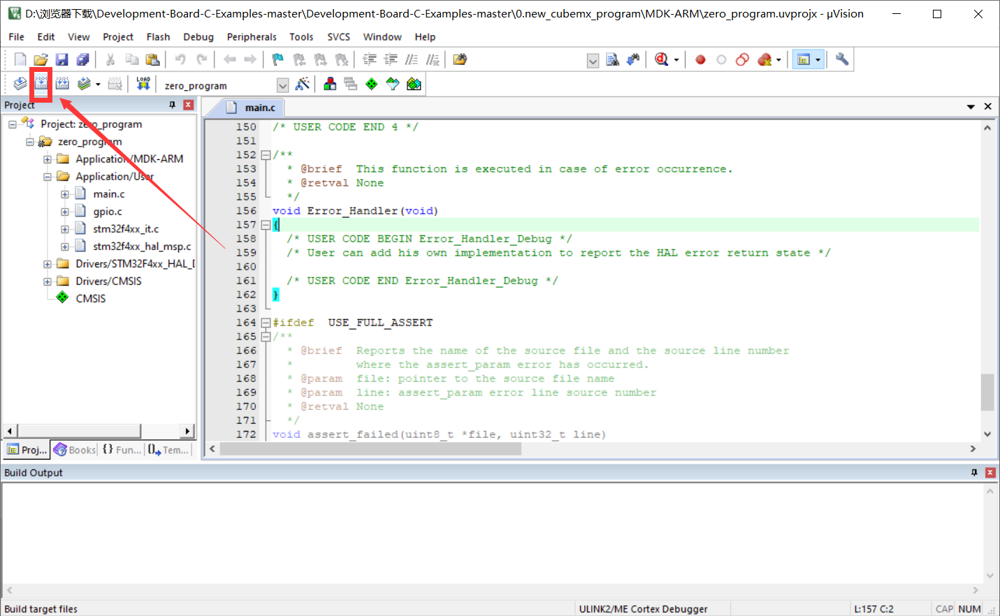 D:\浏览器下载\Development-Board-C-Examples-master\Development-Board-C-Examples-master\0.new_cubemx_program\MDK-ARM\zero_program.uvprojx - µVision
File Edit View Project Flash Debug Peripherals Tools SVCS Window Help
LOAD
zero_program
Project
main.c
Project: zero_program
zero_program
Application/MDK-ARM
Application/User
main.c
gpio.c
stm32f4xx_it.c
stm32f4xx_hal_msp.c
Drivers/STM32F4xx_HAL_D
Drivers/CMSIS
CMSIS
Proj... Books {} Fun... Tem...
150 /* USER CODE END 4 */
151
152 /**
153 * @brief This function is executed in case of error occurrence.
154 * @retval None
155 */
156 void Error_Handler(void)
157 {
158 /* USER CODE BEGIN Error_Handler_Debug */
159 /* User can add his own implementation to report the HAL error return state */
160
161 /* USER CODE END Error_Handler_Debug */
162 }
163
164 #ifdef USE_FULL_ASSERT
165 /**
166 * @brief Reports the name of the source file and the source line number
167 * where the assert_param error has occurred.
168 * @param file: pointer to the source file name
169 * @param line: assert_param error line source number
170 * @retval None
171 */
172 void assert_failed(uint8_t *file, uint32_t line)
Build Output
Build target files ULINK2/ME Cortex Debugger L:157 C:2 CAP NUM